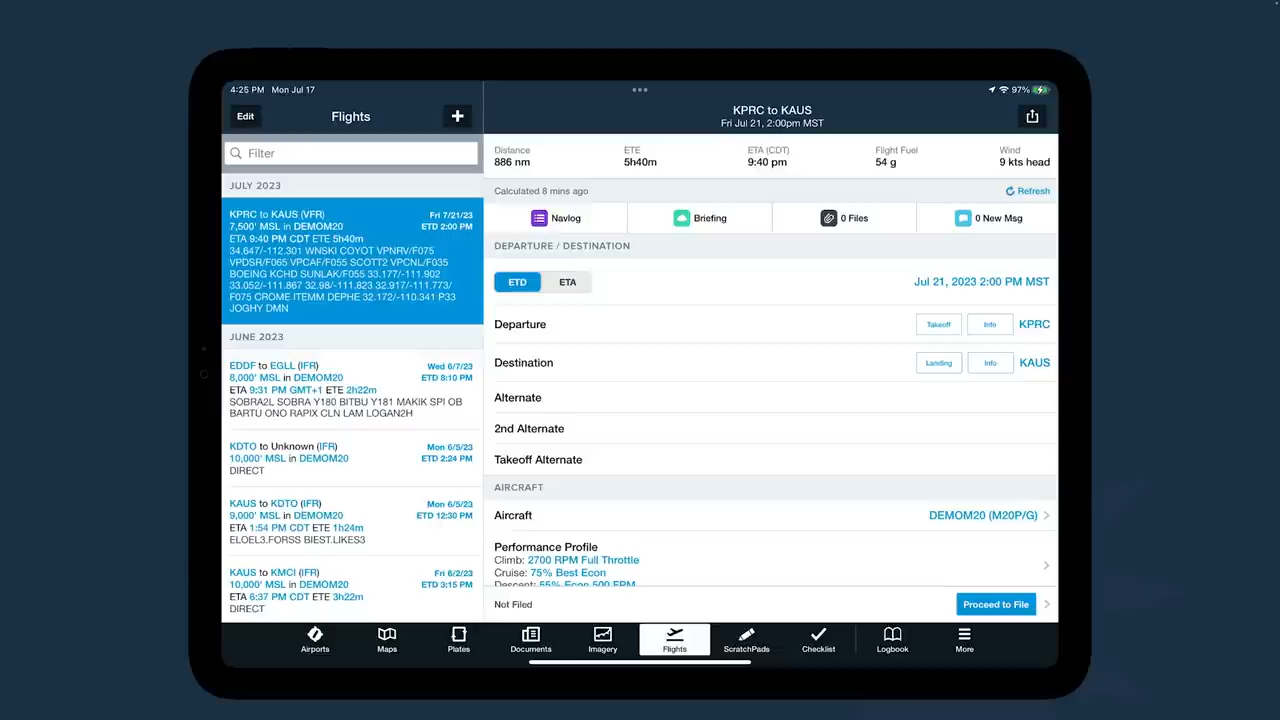 4:25 PM Mon Jul 17
97%
Edit
Flights
KPRC to KAUS
Fri Jul 21, 2:00pm MST
Filter
JULY 2023
KPRC to KAUS (VFR) Fri 7/21/23
7,500' MSL in DEMOM20 ETD 2:00 PM
ETA 9:40 PM CDT ETE 5h40m
34.647/-112.301 WNSKI COYOT VPNRV/F075
VPDSR/F065 VPCAF/F055 SCOTT2 VPCNL/F035
BOEING KCHD SUNLAK/F055 33.177/-111.902
33.052/-111.867 32.98/-111.823 32.917/-111.773/
F075 CROME ITEMM DEPHE 32.172/-110.341 P33
JOGHY DMN
JUNE 2023
EDDF to EGLL (IFR) Wed 6/7/23
8,000' MSL in DEMOM20 ETD 8:10 PM
ETA 9:31 PM GMT+1 ETE 2h22m
SOBRA2L SOBRA Y180 BITBU Y181 MAKIK SPI OB
BARTU ONO RAPIX CLN LAM LOGAN2H
KDTO to Unknown (IFR) Mon 6/5/23
10,000' MSL in DEMOM20 ETD 2:24 PM
DIRECT
KAUS to KDTO (IFR) Mon 6/5/23
9,000' MSL in DEMOM20 ETD 12:30 PM
ETA 1:54 PM CDT ETE 1h24m
ELOEL3.FORSS BIEST.LIKES3
KAUS to KMCI (IFR) Fri 6/2/23
10,000' MSL in DEMOM20 ETD 3:15 PM
ETA 6:37 PM CDT ETE 3h22m
DIRECT
Distance ETE ETA (CDT) Flight Fuel Wind
886 nm 5h40m 9:40 pm 54 g 9 kts head
Calculated 8 mins ago Refresh
Navlog Briefing 0 Files 0 New Msg
DEPARTURE / DESTINATION
ETD ETA Jul 21, 2023 2:00 PM MST
Departure Takeoff Info KPRC
Destination Landing Info KAUS
Alternate
2nd Alternate
Takeoff Alternate
AIRCRAFT
Aircraft DEMOM20 (M20P/G)
Performance Profile
Climb: 2700 RPM Full Throttle
Cruise: 75% Best Econ
Descent: 55% Econ 500 FPM
Not Filed Proceed to File
Airports Maps Plates Documents Imagery Flights ScratchPads Checklist Logbook More